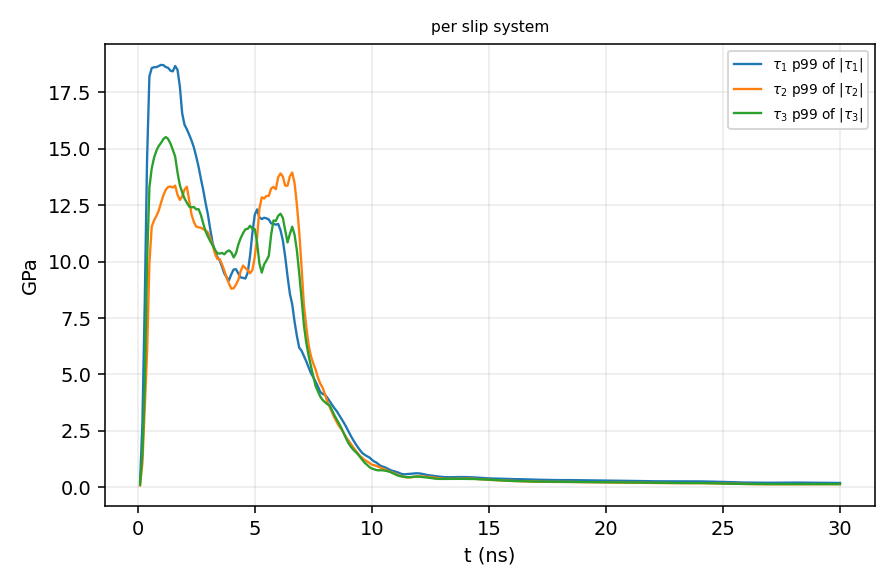 per slip system
τ₁ p99 of |τ₁|
τ₂ p99 of |τ₂|
τ₃ p99 of |τ₃|
GPa
17.5
15.0
12.5
10.0
7.5
5.0
2.5
0.0
0 5 10 15 20 25 30
t (ns)